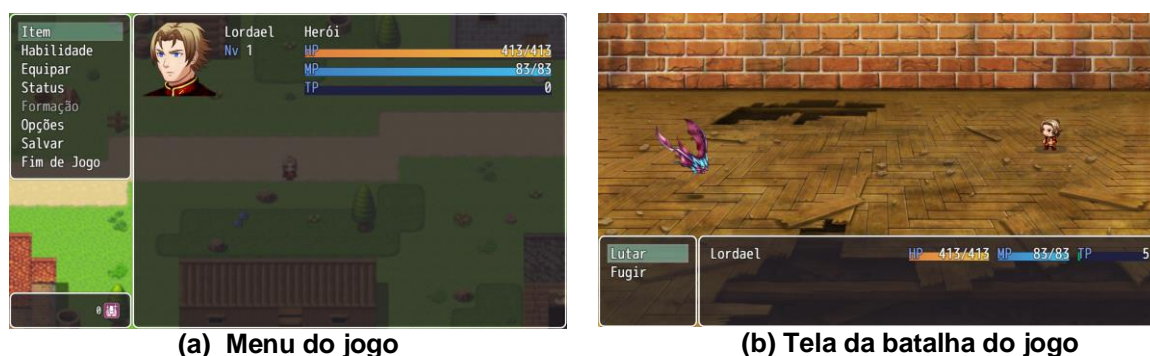 Item
Habilidade
Equipar
Status
Formação
Opções
Salvar
Fim de Jogo
Lordael Herói
Nv 1
HP 413/413
MP 83/83
TP 0
0
(a) Menu do jogo
Lutar
Fugir
Lordael HP 413/413 MP 83/83 TP 5
(b) Tela da batalha do jogo